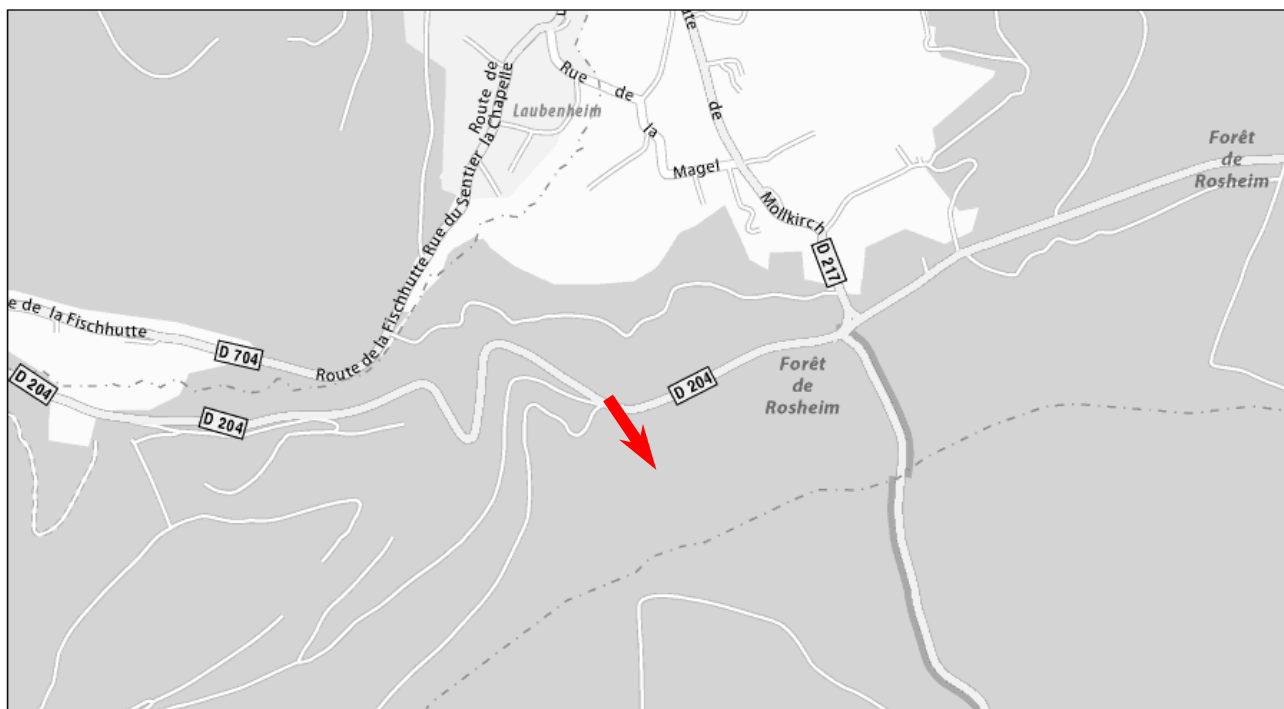 Route de
la Chapelle
Rue du Sentier
Route de la Fischhutte
e de la Fischhutte
Laubenheim
Rue de la Magel
de Mollkirch
Forêt
de
Rosheim
D 217
D 704
D 204
D 204
D 204
Forêt
de
Rosheim